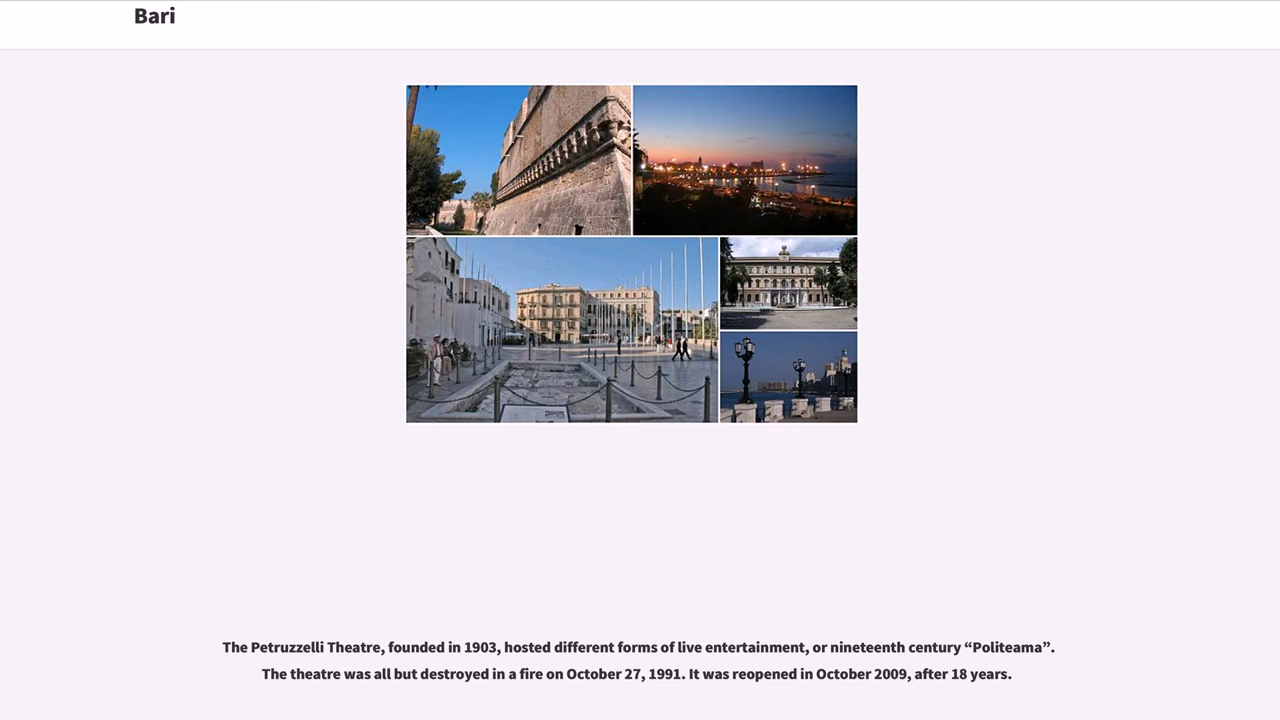 Bari
The Petruzzelli Theatre, founded in 1903, hosted different forms of live entertainment, or nineteenth century “Politeama”.
The theatre was all but destroyed in a fire on October 27, 1991. It was reopened in October 2009, after 18 years.